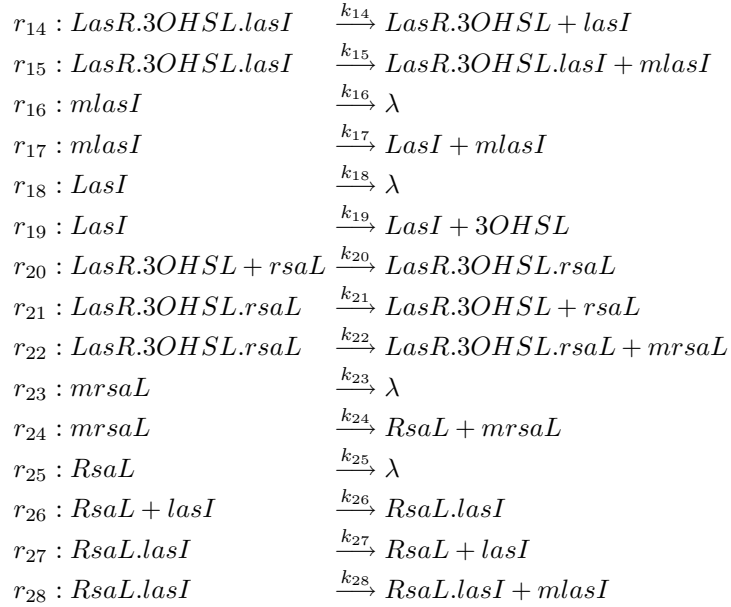 r₁₄ : LasR.3OHSL.lasI —k₁₄→ LasR.3OHSL + lasI
r₁₅ : LasR.3OHSL.lasI —k₁₅→ LasR.3OHSL.lasI + mlasI
r₁₆ : mlasI —k₁₆→ λ
r₁₇ : mlasI —k₁₇→ LasI + mlasI
r₁₈ : LasI —k₁₈→ λ
r₁₉ : LasI —k₁₉→ LasI + 3OHSL
r₂₀ : LasR.3OHSL + rsaL —k₂₀→ LasR.3OHSL.rsaL
r₂₁ : LasR.3OHSL.rsaL —k₂₁→ LasR.3OHSL + rsaL
r₂₂ : LasR.3OHSL.rsaL —k₂₂→ LasR.3OHSL.rsaL + mrsaL
r₂₃ : mrsaL —k₂₃→ λ
r₂₄ : mrsaL —k₂₄→ RsaL + mrsaL
r₂₅ : RsaL —k₂₅→ λ
r₂₆ : RsaL + lasI —k₂₆→ RsaL.lasI
r₂₇ : RsaL.lasI —k₂₇→ RsaL + lasI
r₂₈ : RsaL.lasI —k₂₈→ RsaL.lasI + mlasI